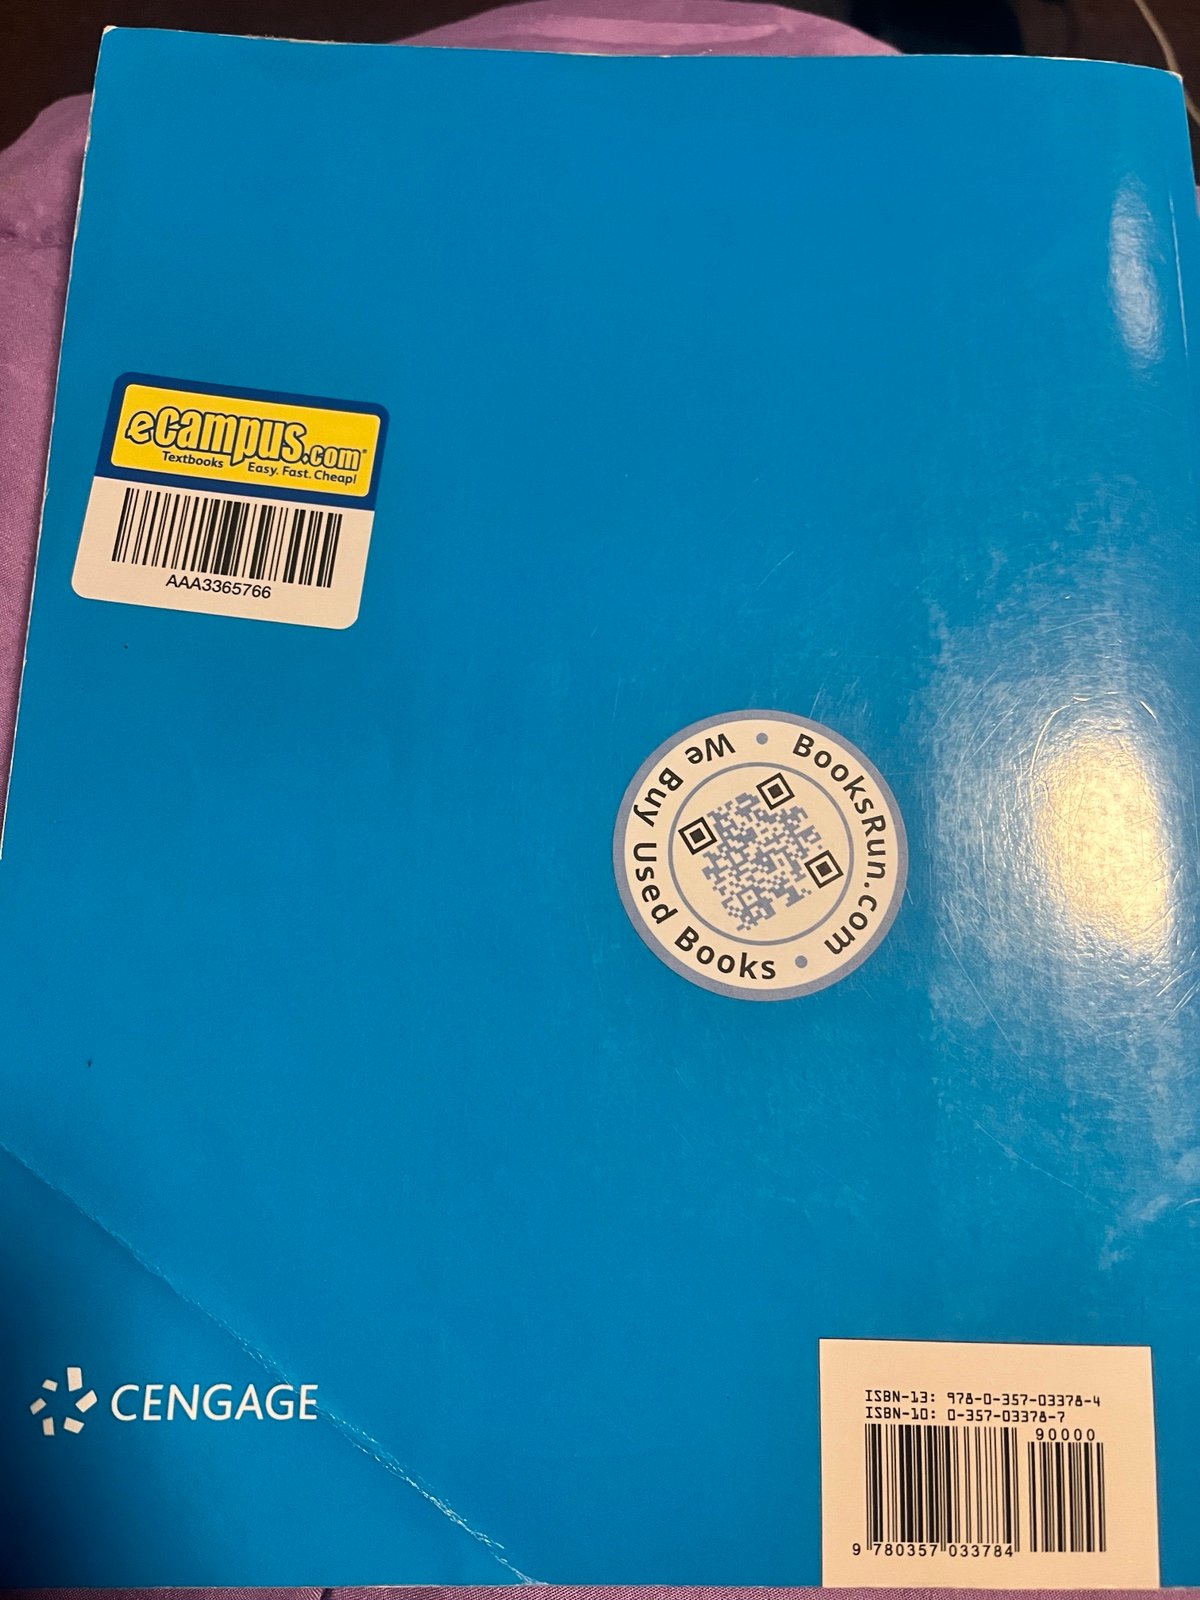 eCampus.com
Textbooks Easy. Fast. Cheap!
AAA3365766
BooksRun.com • We Buy Used Books •
CENGAGE
ISBN-13: 978-0-357-03378-4
ISBN-10: 0-357-03378-7
90000
9 780357 033784